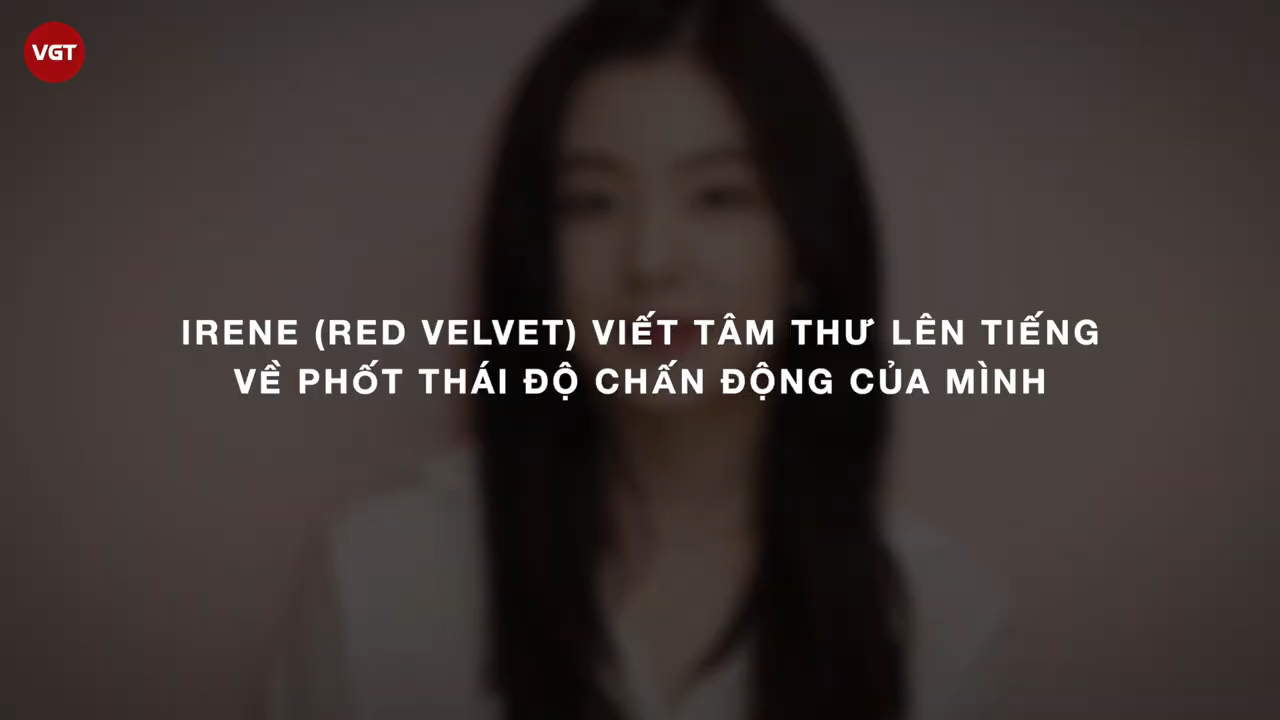 VGT
IRENE (RED VELVET) VIẾT TÂM THƯ LÊN TIẾNG
VỀ PHỐT THÁI ĐỘ CHẤN ĐỘNG CỦA MÌNH